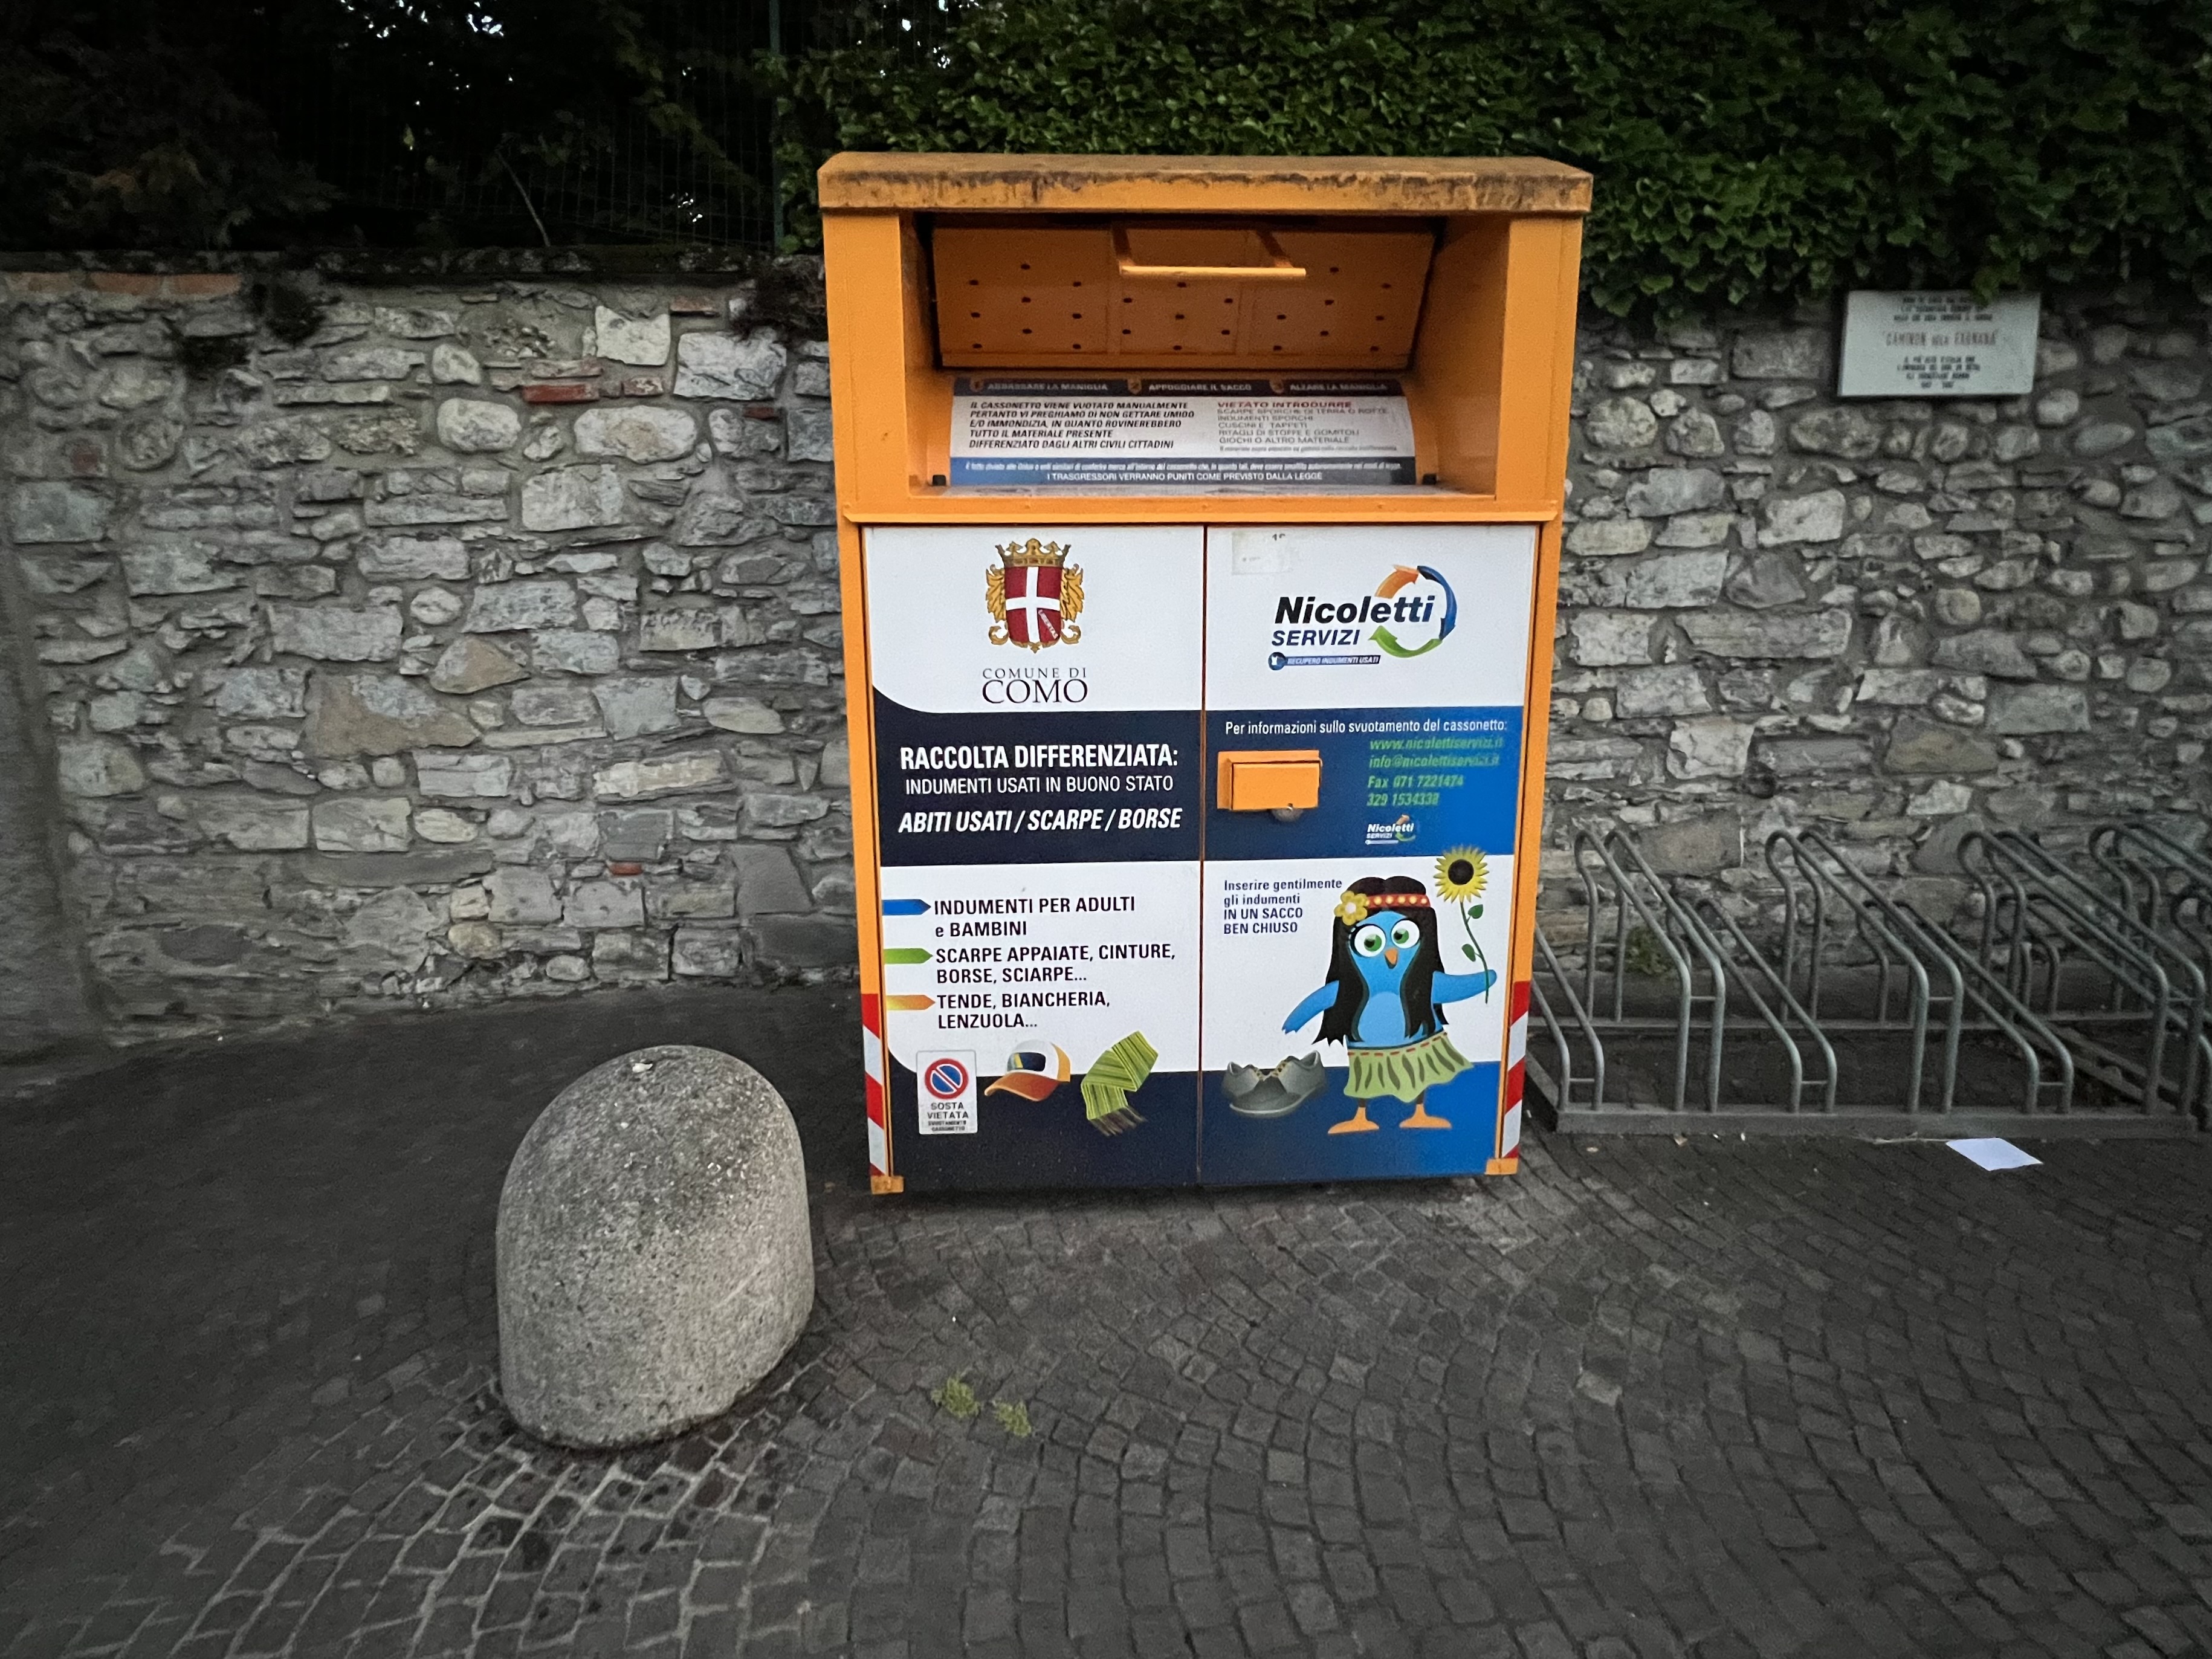 ABBASSARE LA MANIGLIA
APPOGGIARE IL SACCO
ALZARE LA MANIGLIA
IL CASSONETTO VIENE VUOTATO MANUALMENTE
PERTANTO VI PREGHIAMO DI NON GETTARE UMIDO
E/O IMMONDIZIA, IN QUANTO ROVINEREBBERO
TUTTO IL MATERIALE PRESENTE
DIFFERENZIATO DAGLI ALTRI CIVILI CITTADINI
VIETATO INTRODURRE
SCARPE SPORCHE DI TERRA O ROTTE
INDUMENTI SPORCHI
CUSCINI E TAPPETI
RITAGLI DI STOFFE E GOMITOLI
GIOCHI O ALTRO MATERIALE
I TRASGRESSORI VERRANNO PUNITI COME PREVISTO DALLA LEGGE
LIBERTAS
COMUNE DI
COMO
RACCOLTA DIFFERENZIATA:
INDUMENTI USATI IN BUONO STATO
ABITI USATI / SCARPE / BORSE
INDUMENTI PER ADULTI
e BAMBINI
SCARPE APPAIATE, CINTURE,
BORSE, SCIARPE...
TENDE, BIANCHERIA,
LENZUOLA...
SOSTA
VIETATA
SVUOTAMENTO
CASSONETTO
Nicoletti
SERVIZI
RECUPERO INDUMENTI USATI
Per informazioni sullo svuotamento del cassonetto:
www.nicolettiservizi.it
info@nicolettiservizi.it
Fax 071 7221474
329 1534338
Nicoletti
SERVIZI
Inserire gentilmente
gli indumenti
IN UN SACCO
BEN CHIUSO